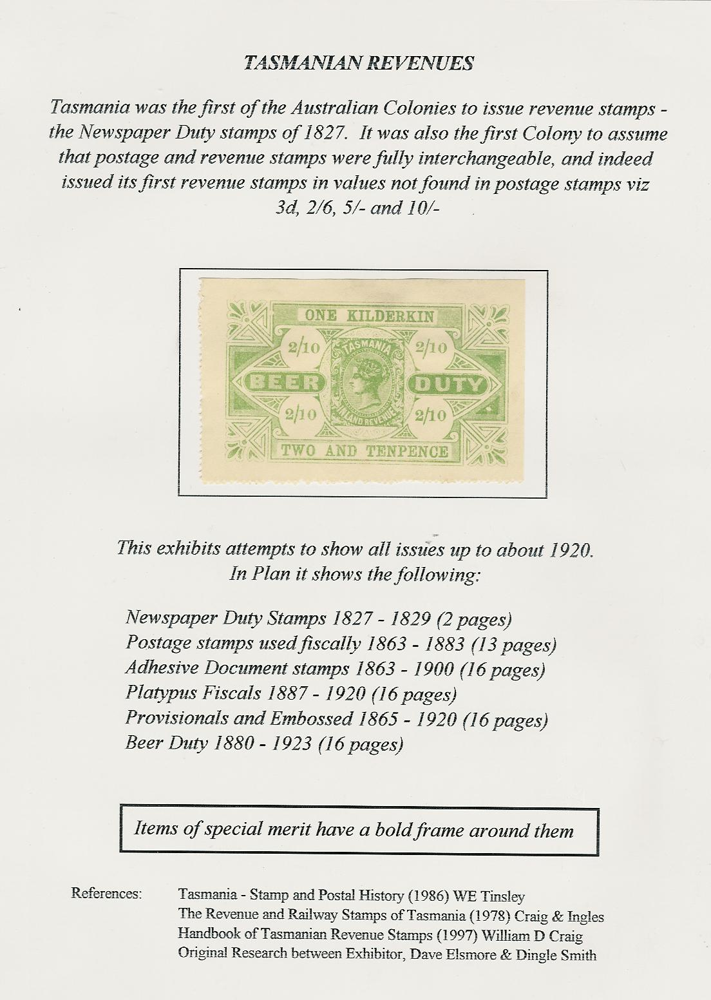 TASMANIAN REVENUES
Tasmania was the first of the Australian Colonies to issue revenue stamps -
the Newspaper Duty stamps of 1827. It was also the first Colony to assume
that postage and revenue stamps were fully interchangeable, and indeed
issued its first revenue stamps in values not found in postage stamps viz
3d, 2/6, 5/- and 10/-
ONE KILDERKIN
2/10 TASMANIA 2/10
BEER DUTY
2/10 INLAND REVENUE 2/10
TWO AND TENPENCE
This exhibits attempts to show all issues up to about 1920.
In Plan it shows the following:
Newspaper Duty Stamps 1827 - 1829 (2 pages)
Postage stamps used fiscally 1863 - 1883 (13 pages)
Adhesive Document stamps 1863 - 1900 (16 pages)
Platypus Fiscals 1887 - 1920 (16 pages)
Provisionals and Embossed 1865 - 1920 (16 pages)
Beer Duty 1880 - 1923 (16 pages)
Items of special merit have a bold frame around them
References: Tasmania - Stamp and Postal History (1986) WE Tinsley
The Revenue and Railway Stamps of Tasmania (1978) Craig & Ingles
Handbook of Tasmanian Revenue Stamps (1997) William D Craig
Original Research between Exhibitor, Dave Elsmore & Dingle Smith